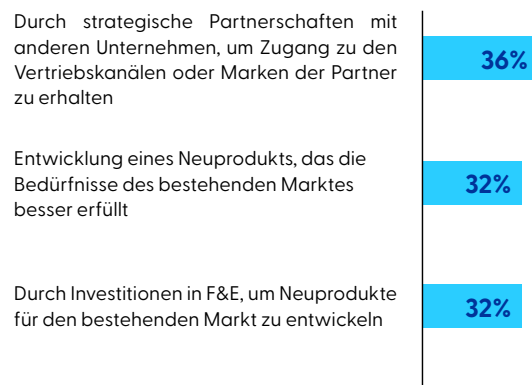 Durch strategische Partnerschaften mit
anderen Unternehmen, um Zugang zu den
Vertriebskanälen oder Marken der Partner
zu erhalten
36%
Entwicklung eines Neuprodukts, das die
Bedürfnisse des bestehenden Marktes
besser erfüllt
32%
Durch Investitionen in F&E, um Neuprodukte
für den bestehenden Markt zu entwickeln
32%